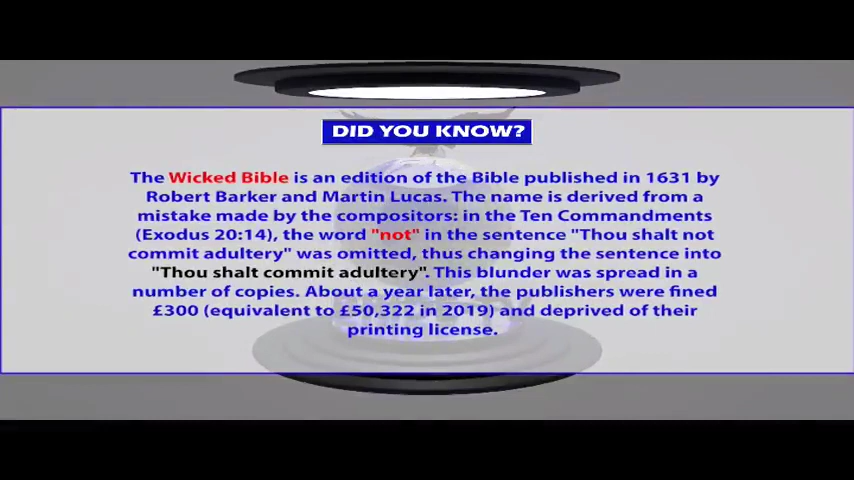 DID YOU KNOW?
The Wicked Bible is an edition of the Bible published in 1631 by
Robert Barker and Martin Lucas. The name is derived from a
mistake made by the compositors: in the Ten Commandments
(Exodus 20:14), the word "not" in the sentence "Thou shalt not
commit adultery" was omitted, thus changing the sentence into
"Thou shalt commit adultery". This blunder was spread in a
number of copies. About a year later, the publishers were fined
£300 (equivalent to £50,322 in 2019) and deprived of their
printing license.